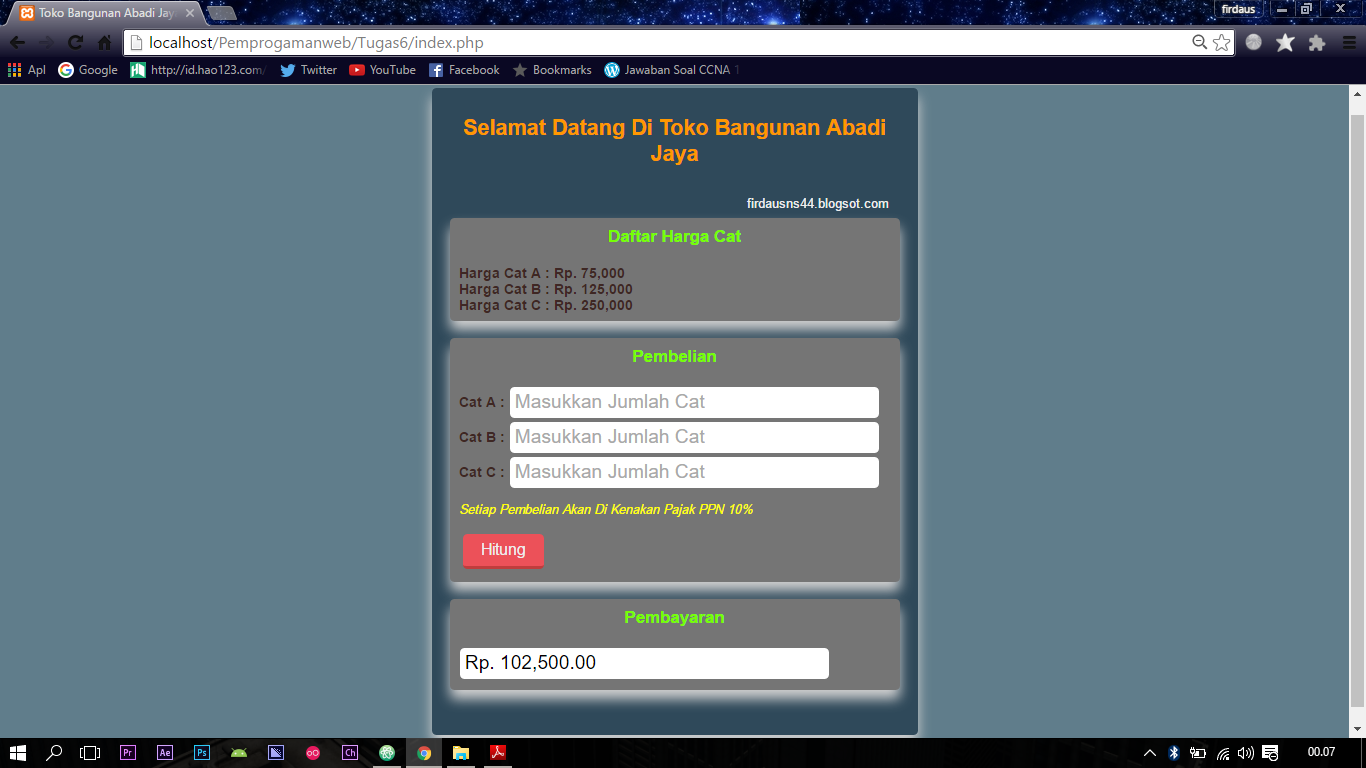 Toko Bangunan Abadi Jay
firdaus
localhost/Pemprogamanweb/Tugas6/index.php
Apl
Google
http://id.hao123.com/
Twitter
YouTube
Facebook
Bookmarks
Jawaban Soal CCNA 1
Selamat Datang Di Toko Bangunan Abadi
Jaya
firdausns44.blogsot.com
Daftar Harga Cat
Harga Cat A : Rp. 75,000
Harga Cat B : Rp. 125,000
Harga Cat C : Rp. 250,000
Pembelian
Cat A : Masukkan Jumlah Cat
Cat B : Masukkan Jumlah Cat
Cat C : Masukkan Jumlah Cat
Setiap Pembelian Akan Di Kenakan Pajak PPN 10%
Hitung
Pembayaran
Rp. 102,500.00
Pr
Ae
Ps
Ch
00.07